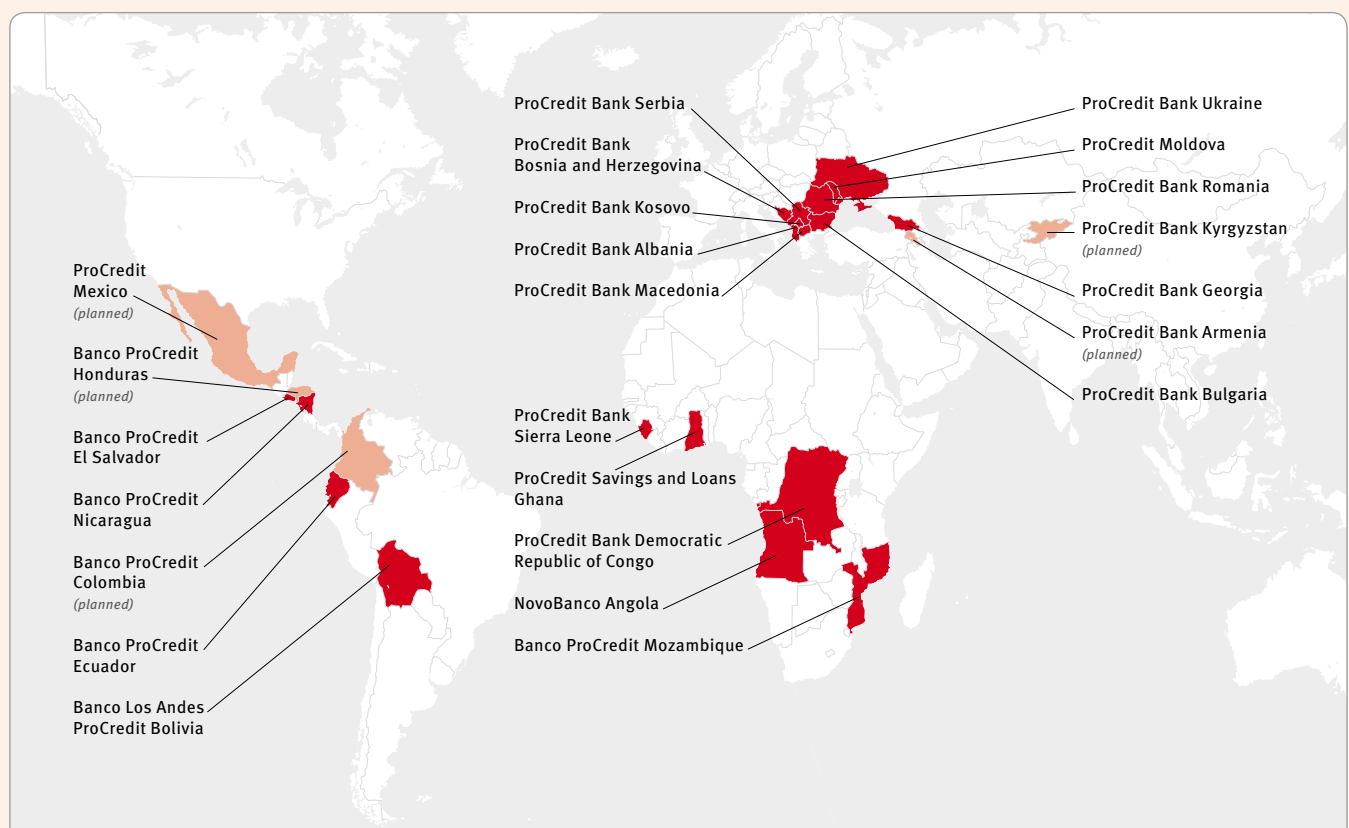 ProCredit
Mexico
(planned)
Banco ProCredit
Honduras
(planned)
Banco ProCredit
El Salvador
Banco ProCredit
Nicaragua
Banco ProCredit
Colombia
(planned)
Banco ProCredit
Ecuador
Banco Los Andes
ProCredit Bolivia
ProCredit Bank Serbia
ProCredit Bank
Bosnia and Herzegovina
ProCredit Bank Kosovo
ProCredit Bank Albania
ProCredit Bank Macedonia
ProCredit Bank
Sierra Leone
ProCredit Savings and Loans
Ghana
ProCredit Bank Democratic
Republic of Congo
NovoBanco Angola
Banco ProCredit Mozambique
ProCredit Bank Ukraine
ProCredit Moldova
ProCredit Bank Romania
ProCredit Bank Kyrgyzstan
(planned)
ProCredit Bank Georgia
ProCredit Bank Armenia
(planned)
ProCredit Bank Bulgaria